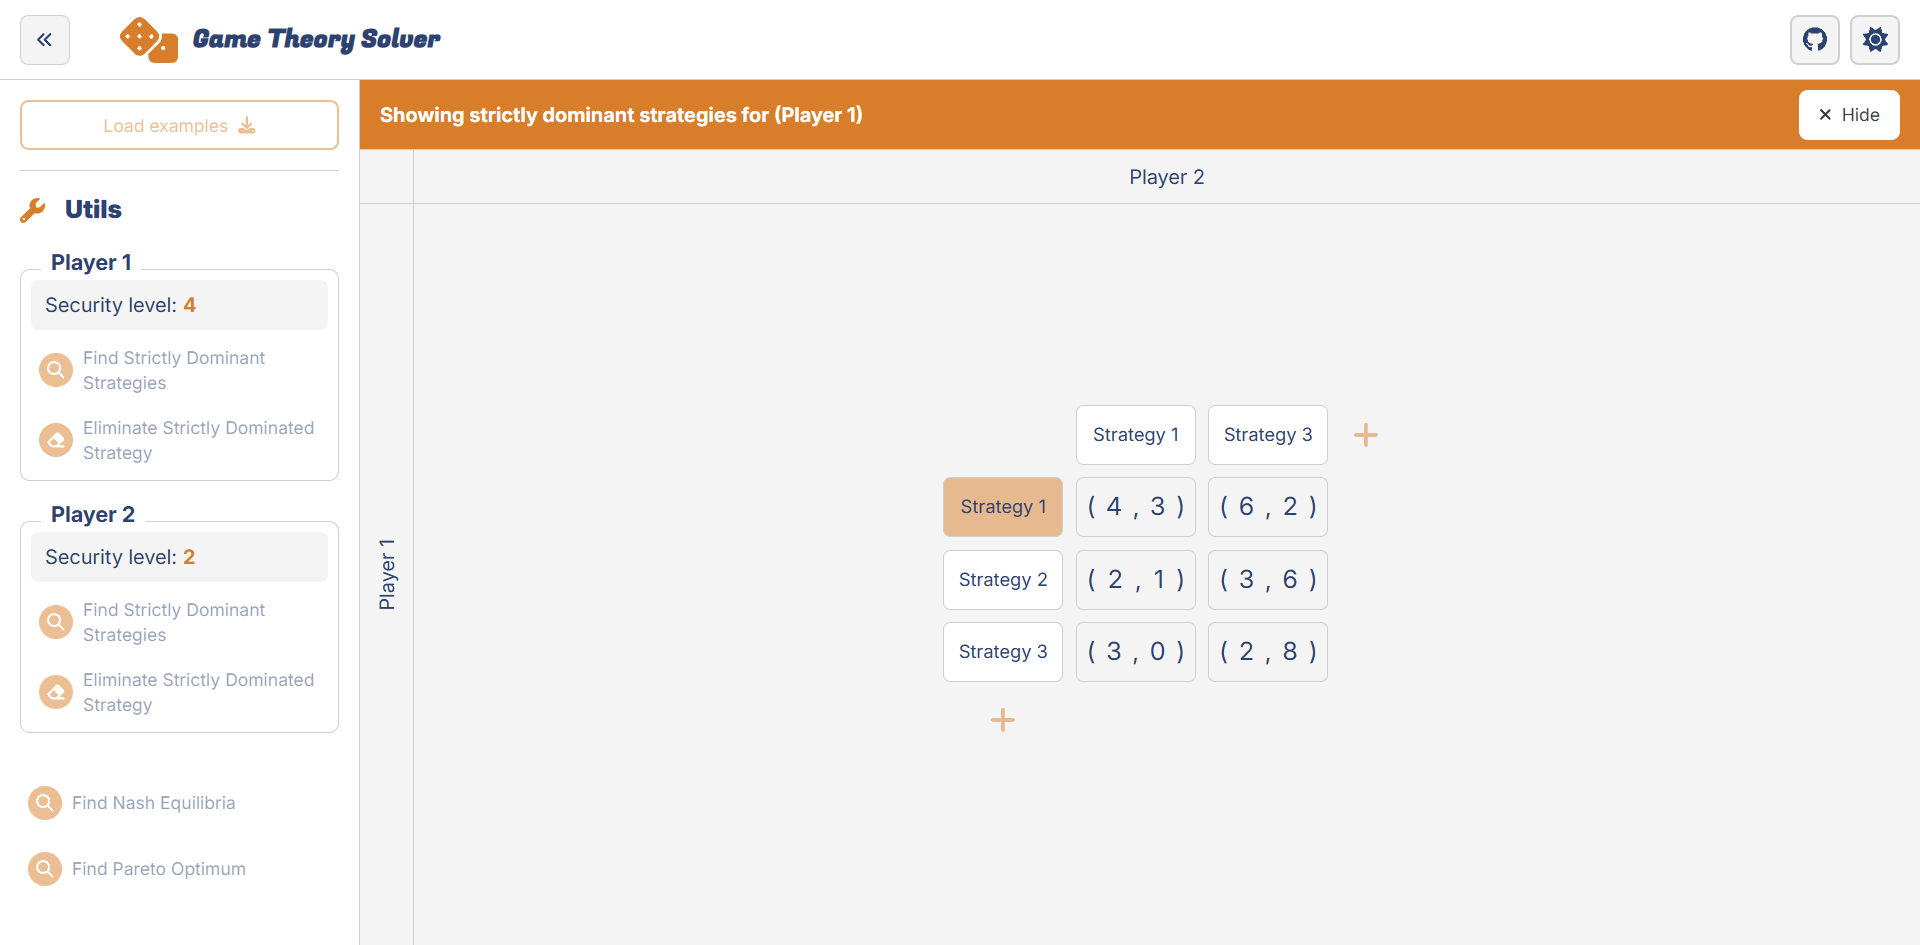 Game Theory Solver
Load examples
Showing strictly dominant strategies for (Player 1)
Hide
Utils
Player 1
Security level: 4
Find Strictly Dominant
Strategies
Eliminate Strictly Dominated
Strategy
Player 2
Security level: 2
Find Strictly Dominant
Strategies
Eliminate Strictly Dominated
Strategy
Find Nash Equilibria
Find Pareto Optimum
Player 2
Player 1
Strategy 1 Strategy 3
Strategy 1 ( 4 , 3 ) ( 6 , 2 )
Strategy 2 ( 2 , 1 ) ( 3 , 6 )
Strategy 3 ( 3 , 0 ) ( 2 , 8 )